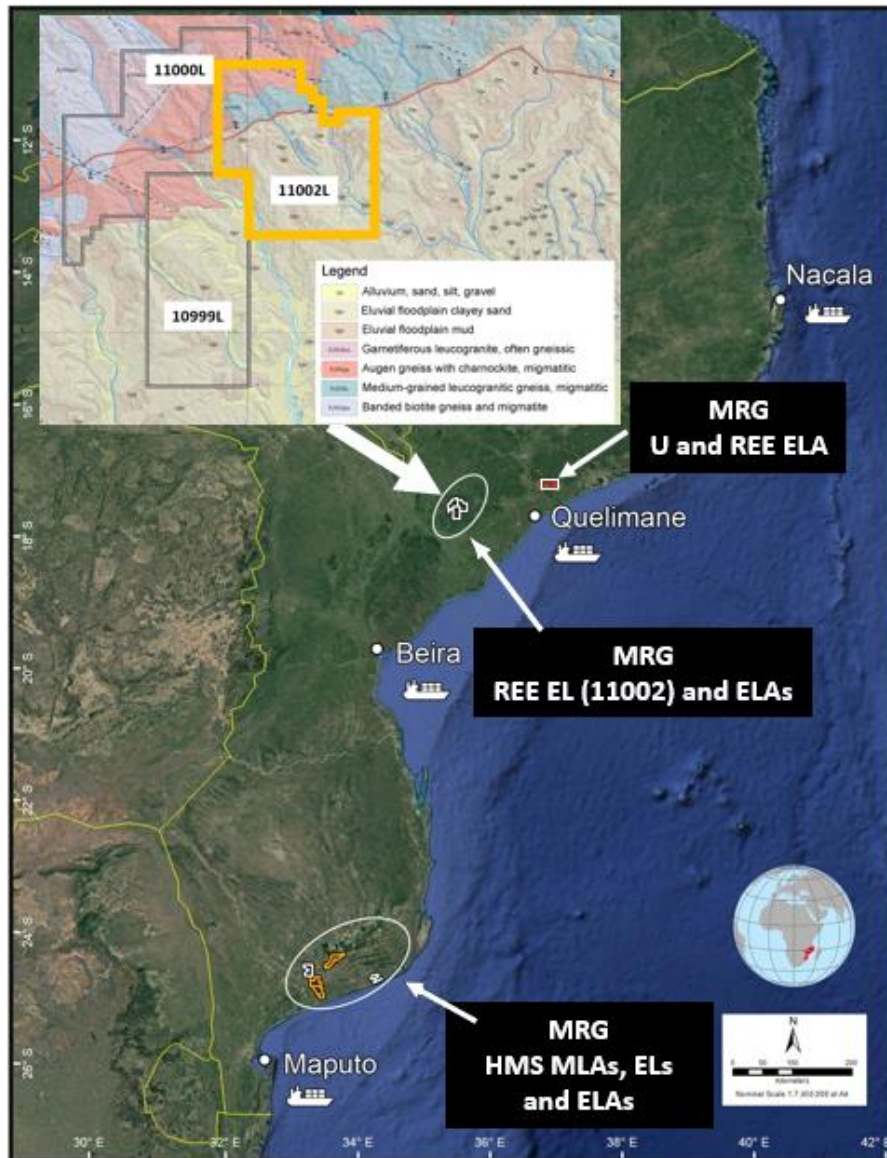 11000L
11002L
10999L
Legend
Alluvium, sand, silt, gravel
Eluvial floodplain clayey sand
Eluvial floodplain mud
Garnetiferous leucogranite, often gneissic
Augen gneiss with charnockite, migmatitic
Medium-grained leucogranitic gneiss, migmatitic
Banded biotite gneiss and migmatite
12° S
14° S
16° S
18° S
20° S
22° S
24° S
26° S
Nacala
MRG
U and REE ELA
Quelimane
MRG
REE EL (11002) and ELAs
Beira
MRG
HMS MLAs, ELs
and ELAs
Maputo
N
Kilometers
30° E
32° E
34° E
36° E
38° E
40° E
42° E